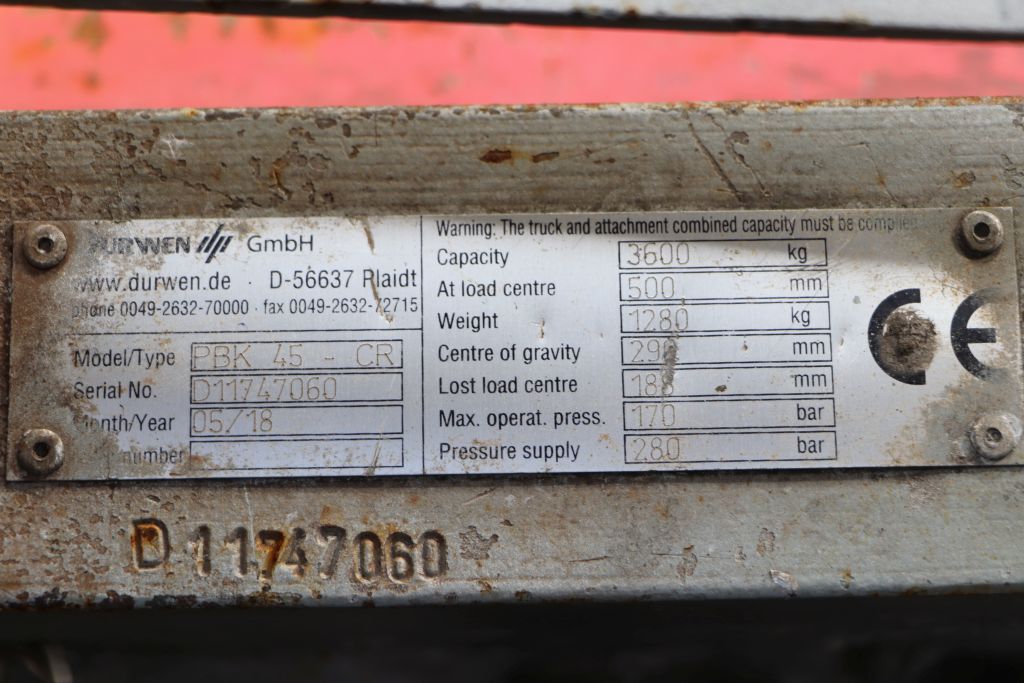 DURWEN GmbH
www.durwen.de · D-56637 Plaidt
phone 0049-2632-70000 · fax 0049-2632-72715
Model/Type PBK 45 - CR
Serial No. D11747060
Month/Year 05/18
number
Warning: The truck and attachment combined capacity must be complied
Capacity 3600 kg
At load centre 500 mm
Weight 1280 kg
Centre of gravity mm
Lost load centre mm
Max. operat. press. 170 bar
Pressure supply 280 bar
CE
D11747060